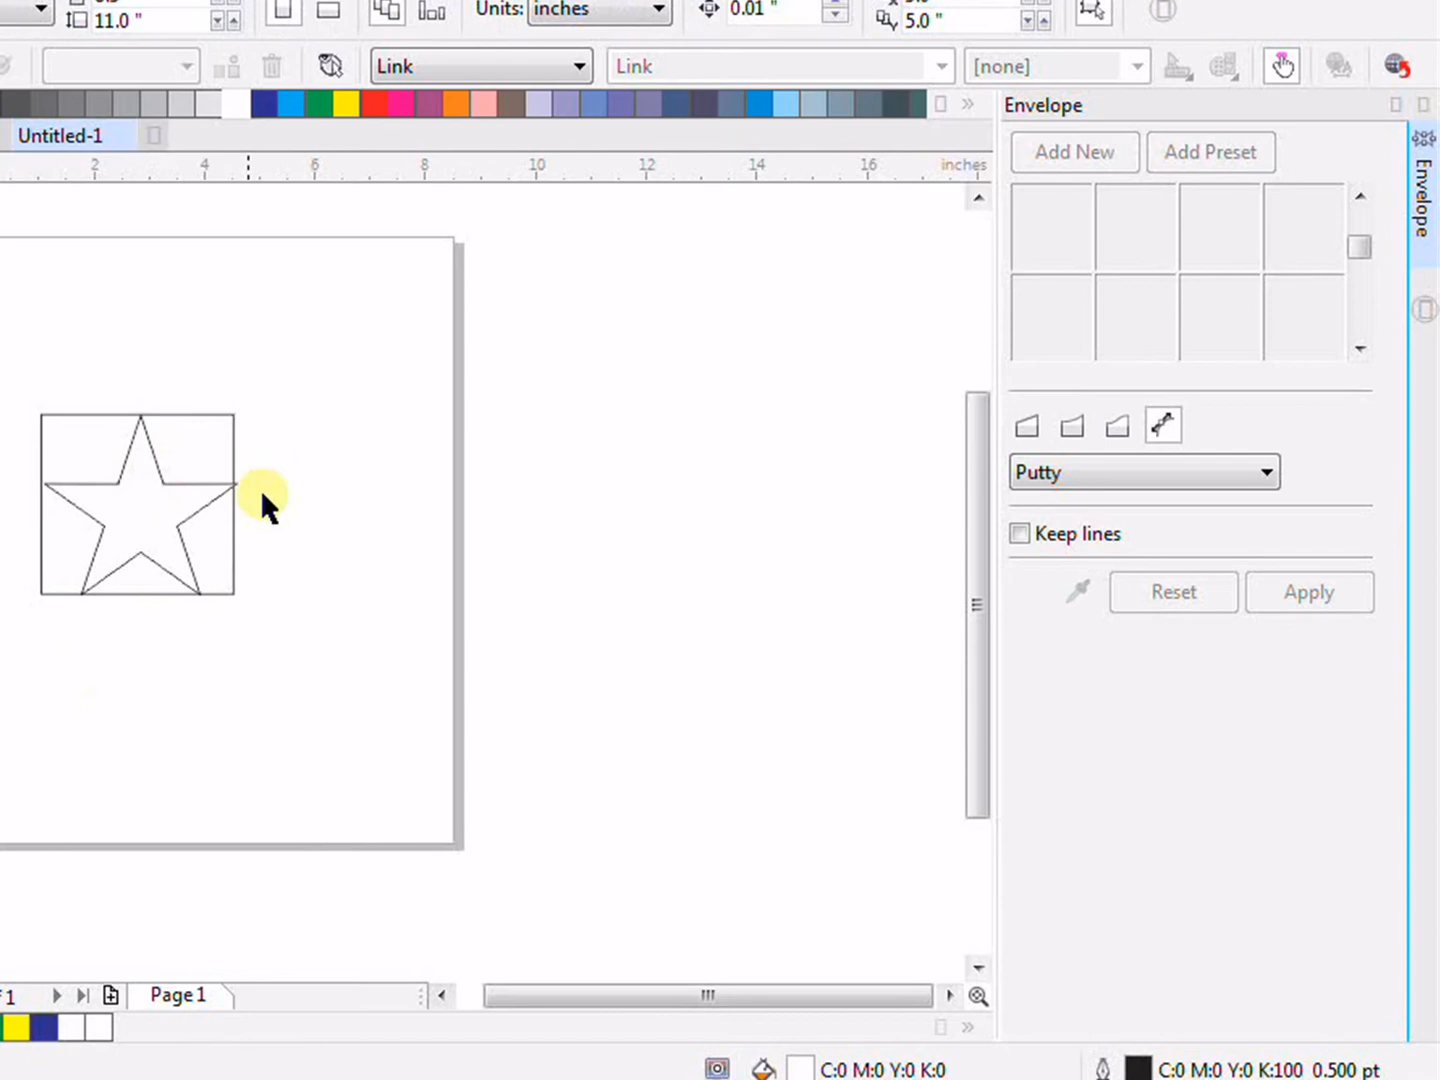 11.0 "
Units: inches
0.01 "
5.0 "
Link
Link
[none]
Envelope
Untitled-1
2 4 6 8 10 12 14 16 inches
Add New
Add Preset
Envelope
Putty
Keep lines
Reset
Apply
1
Page 1
C:0 M:0 Y:0 K:0
C:0 M:0 Y:0 K:100 0.500 pt